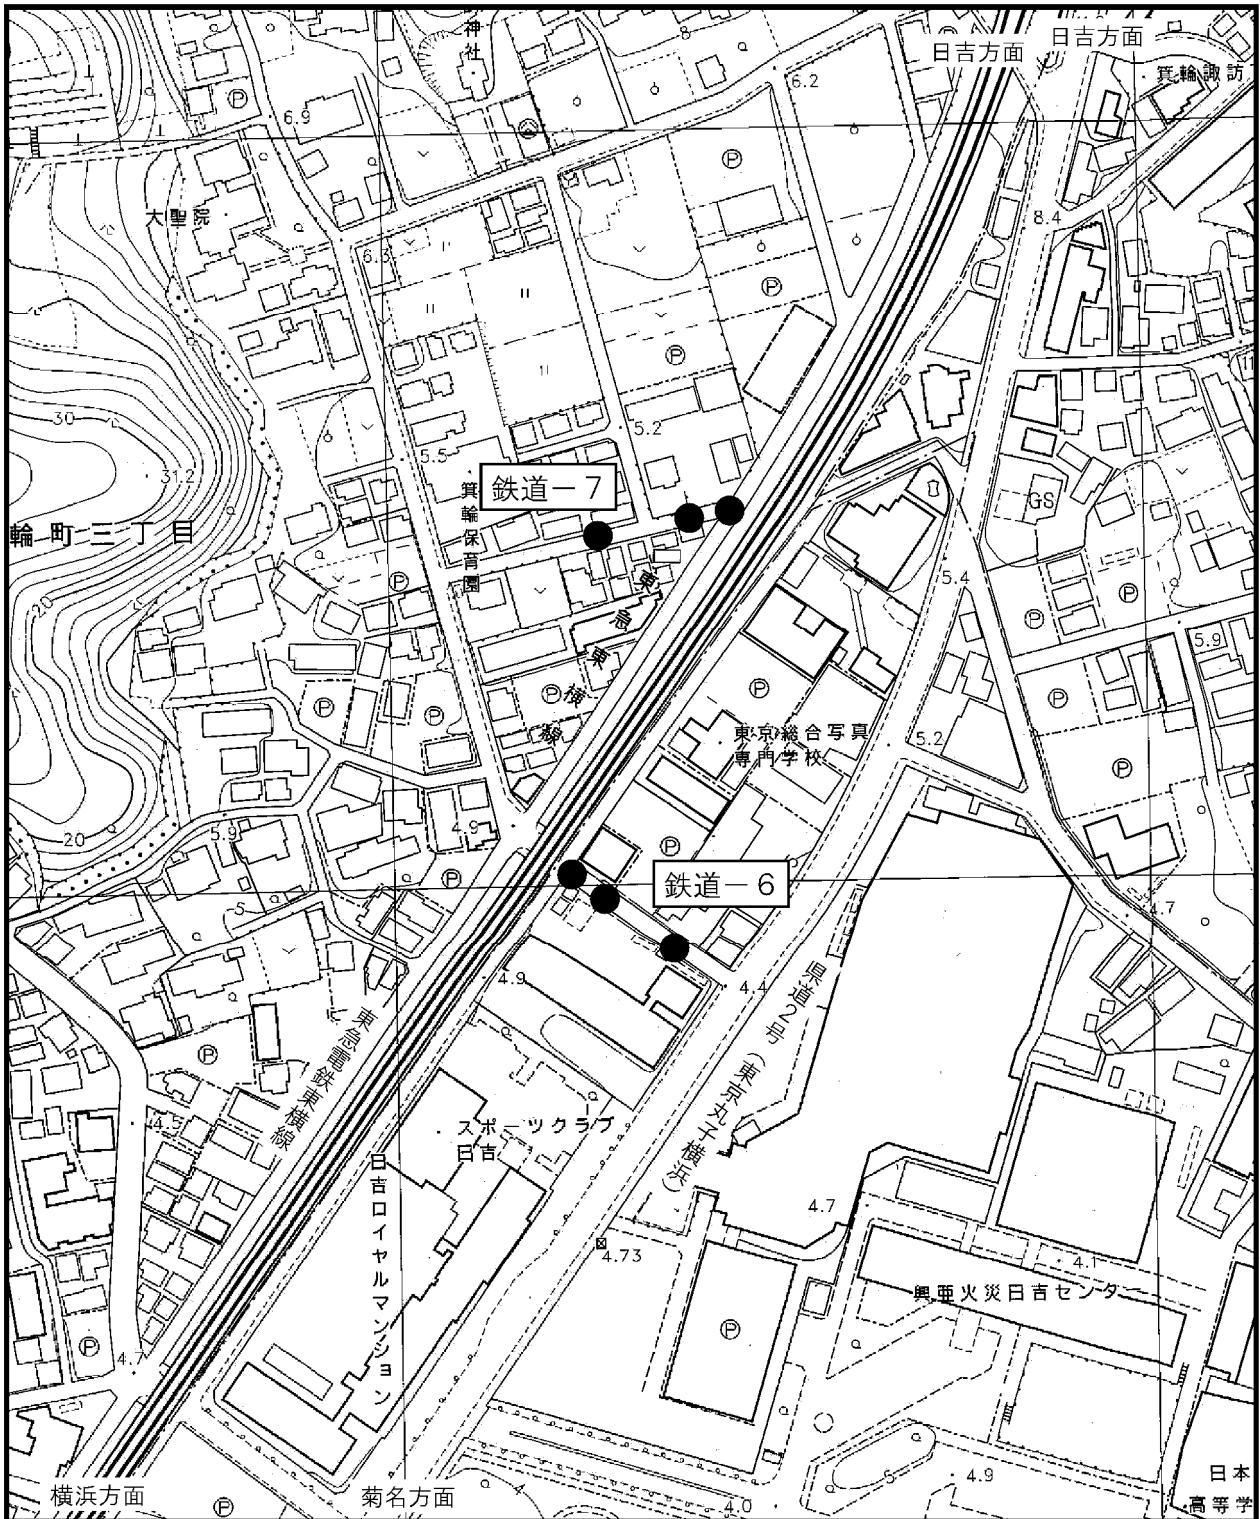 神社
日吉方面
日吉方面
箕輪諏訪
8
6.2
6.9
P
P
大聖院
8.4
6.3
P
P
30
5.2
5.5
31.2
鉄道－7
箕輪保育園
GS
輪町三丁目
P
5.4
P
P
20
東急東横線
5.9
P
P
P
P
P
東京総合写真
専門学校
5.2
P
20
5.9
4.9
P
P
鉄道－6
5
4.7
4.9
4.4
県道2号（東京丸子横浜）
東急電鉄東横線
P
4.5
スポーツクラブ
日吉
日吉ロイヤルマンション
4.7
4.73
4.1
興亜火災日吉センター
P
P
4.7
4.9
日本
高等学
横浜方面
菊名方面
P
4.0
5